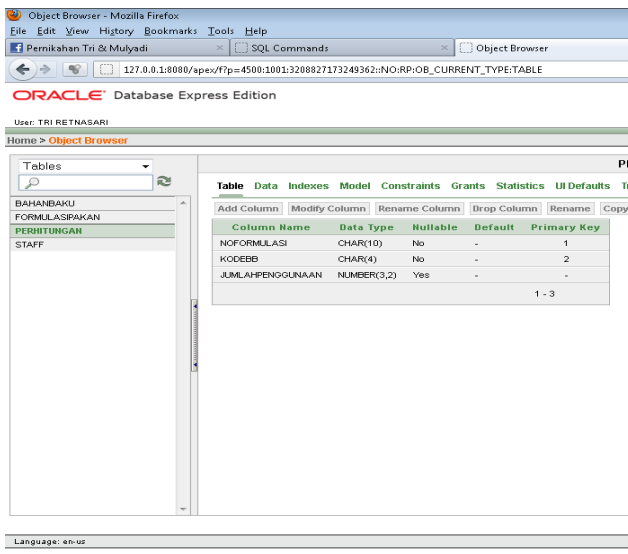 Object Browser - Mozilla Firefox
File Edit View History Bookmarks Tools Help
Pernikahan Tri & Mulyadi × SQL Commands × Object Browser
127.0.0.1:8080/apex/f?p=4500:1001:3208827173249362::NO:RP:OB_CURRENT_TYPE:TABLE
ORACLE Database Express Edition
User: TRI RETNASARI
Home > Object Browser
Tables
Table Data Indexes Model Constraints Grants Statistics UI Defaults
Add Column Modify Column Rename Column Drop Column Rename Copy
BAHANBAKU
FORMULASIPAKAN
PERHITUNGAN
STAFF
Column Name Data Type Nullable Default Primary Key
NOFORMULASI CHAR(10) No - 1
KODEBB CHAR(4) No - 2
JUMLAHPENGGUNAAN NUMBER(3,2) Yes - -
1 - 3
Language: en-us